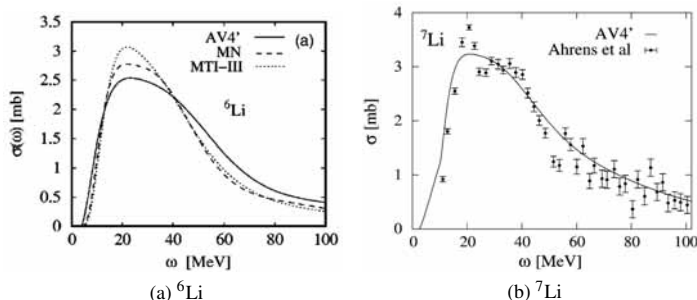 3.5
3
2.5
2
1.5
1
0.5
0
σ(ω) [mb]
AV4'
MN
MTI-III
(a)
⁶Li
0 20 40 60 80 100
ω [MeV]
(a) ⁶Li
4
3
2
1
0
σ [mb]
⁷Li
AV4'
Ahrens et al
0 20 40 60 80 100
ω [MeV]
(b) ⁷Li